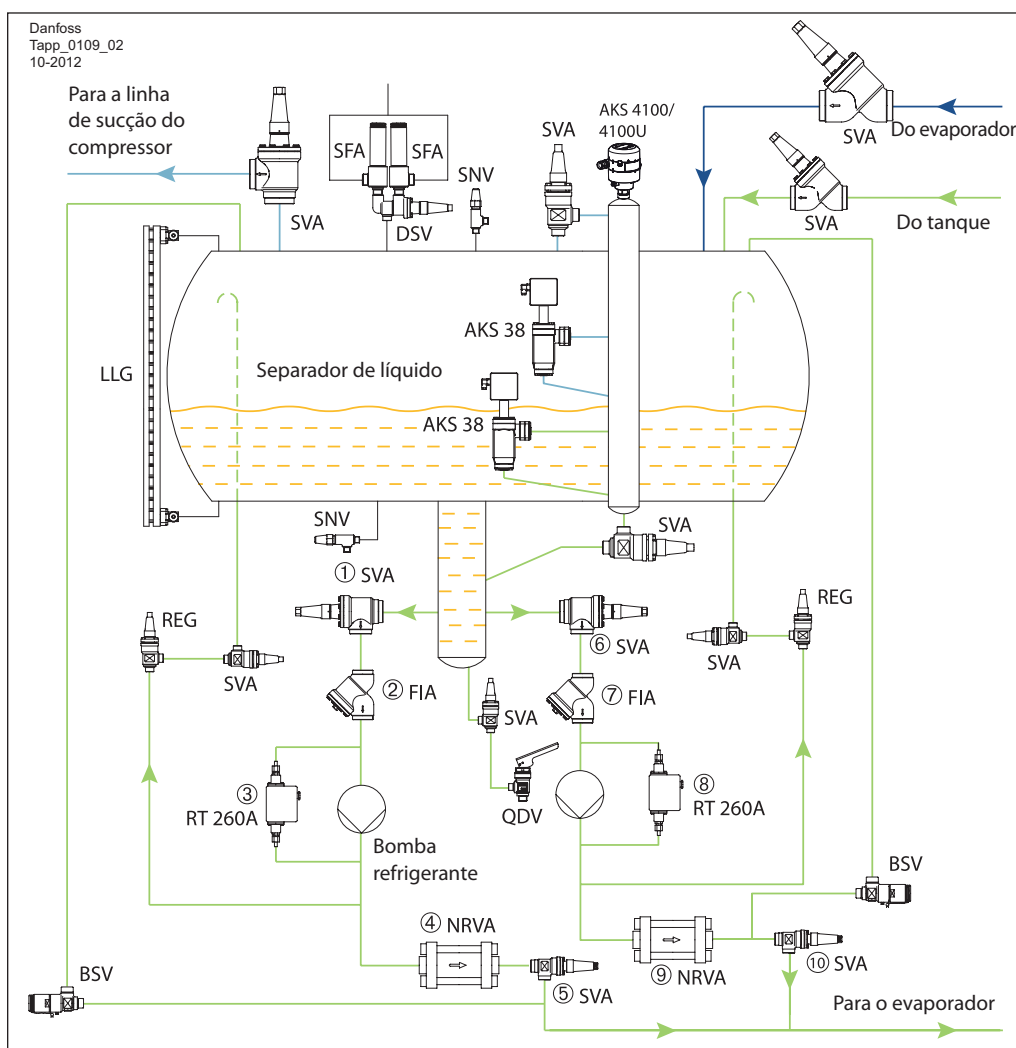 Danfoss
Tapp_0109_02
10-2012
Para a linha
de sucção do
compressor
SVA
SFA
SFA
DSV
SNV
SVA
AKS 4100/
4100U
SVA
Do evaporador
SVA
Do tanque
LLG
Separador de líquido
AKS 38
AKS 38
SNV
SVA
① SVA
⑥ SVA
REG
SVA
② FIA
SVA
QDV
⑦ FIA
SVA
REG
③
RT 260A
Bomba
refrigerante
⑧
RT 260A
④ NRVA
⑤ SVA
⑨ NRVA
⑩ SVA
BSV
BSV
Para o evaporador